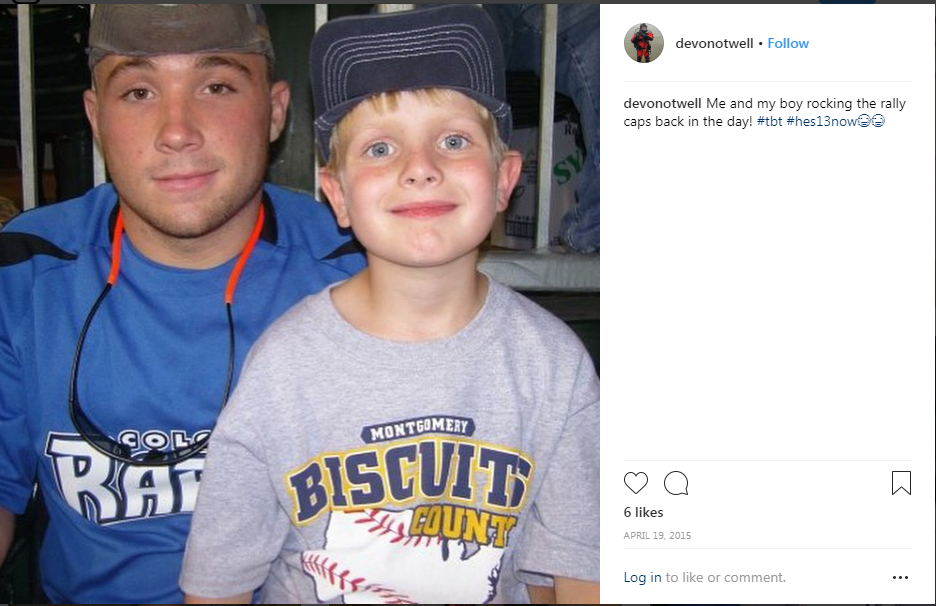 devonotwell • Follow
devonotwell Me and my boy rocking the rally
caps back in the day! #tbt #hes13now😂😂
MONTGOMERY
BISCUITS
COUNTY
6 likes
APRIL 19, 2015
Log in to like or comment.